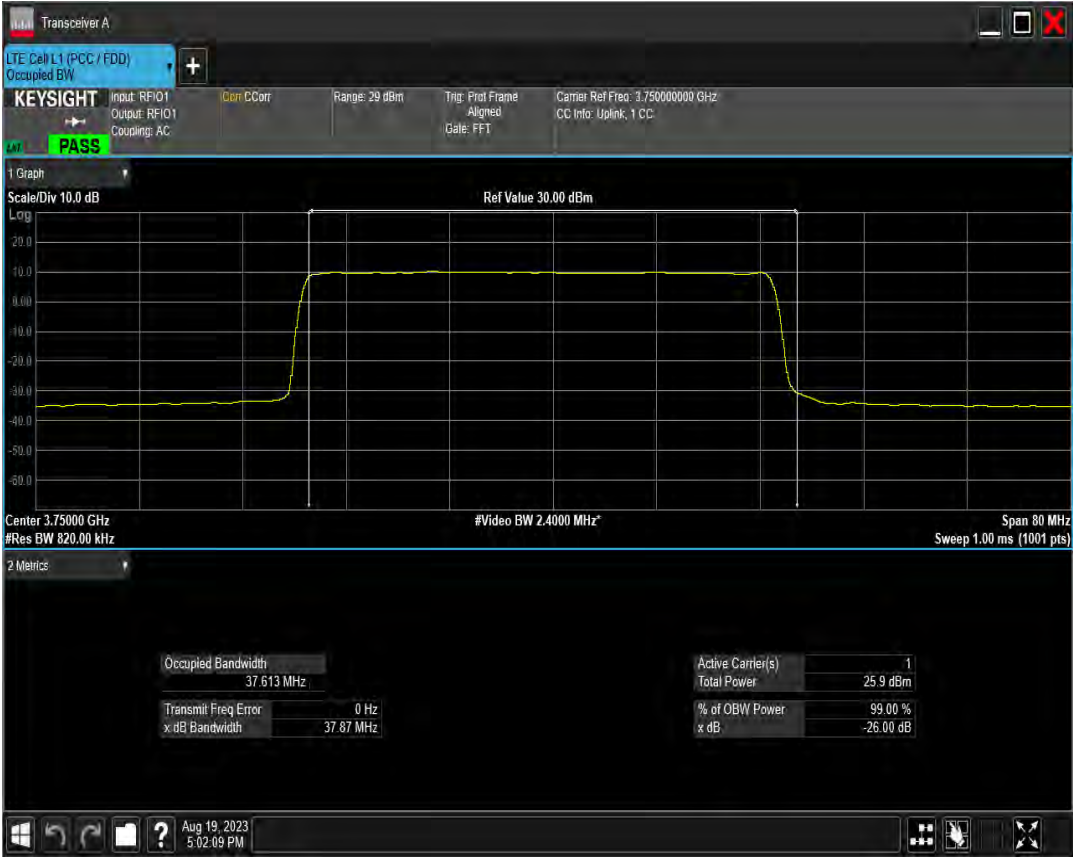 Transceiver A
LTE Cell L1 (PCC / FDD)
Occupied BW
+
KEYSIGHT
Input: RFIO1
Output: RFIO1
Coupling: AC
Corr CCorr
Range: 29 dBm
Trig: Prot Frame
Aligned
Gate: FFT
Carrier Ref Freq: 3.750000000 GHz
CC Info: Uplink, 1 CC
PASS
1 Graph
Scale/Div 10.0 dB
Ref Value 30.00 dBm
Log
20.0
10.0
0.00
-10.0
-20.0
-30.0
-40.0
-50.0
-60.0
Center 3.75000 GHz
#Video BW 2.4000 MHz*
Span 80 MHz
#Res BW 820.00 kHz
Sweep 1.00 ms (1001 pts)
2 Metrics
Occupied Bandwidth
37.613 MHz
Transmit Freq Error 0 Hz
x dB Bandwidth 37.87 MHz
Active Carrier(s) 1
Total Power 25.9 dBm
% of OBW Power 99.00 %
x dB -26.00 dB
?
Aug 19, 2023
5:02:09 PM